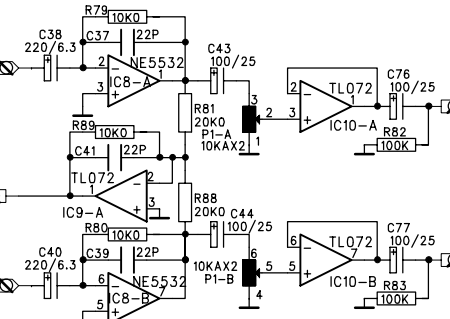 R79
10K0
C38
220/6.3
C37
22P
NE5532
2
3
1
IC8-A
C43
100/25
R81
20K0
P1-A
10KAX2
3
2
1
2
3
1
TL072
IC10-A
C76
100/25
R82
100K
R89
10K0
C41
22P
TL072
1
2
3
IC9-A
R88
20K0
R80
10K0
C40
220/6.3
C39
22P
NE5532
6
5
7
IC8-B
C44
100/25
10KAX2
P1-B
6
5
4
6
5
7
TL072
IC10-B
C77
100/25
R83
100K